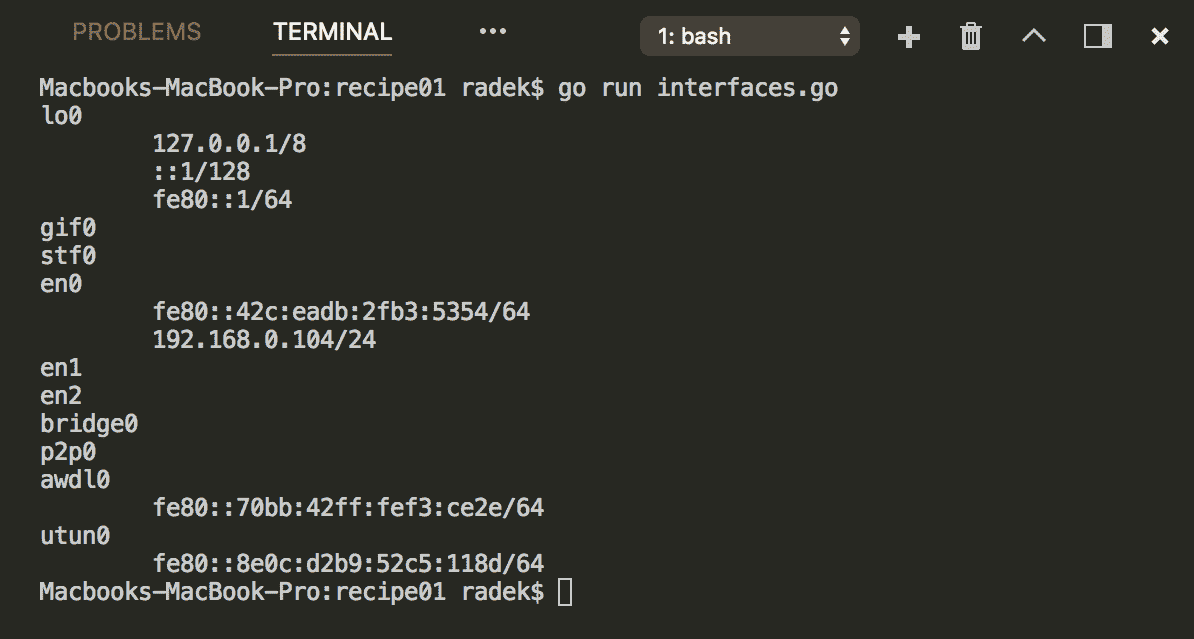 PROBLEMS TERMINAL ••• 1: bash
Macbooks-MacBook-Pro:recipe01 radek$ go run interfaces.go
lo0
127.0.0.1/8
::1/128
fe80::1/64
gif0
stf0
en0
fe80::42c:eadb:2fb3:5354/64
192.168.0.104/24
en1
en2
bridge0
p2p0
awdl0
fe80::70bb:42ff:fef3:ce2e/64
utun0
fe80::8e0c:d2b9:52c5:118d/64
Macbooks-MacBook-Pro:recipe01 radek$